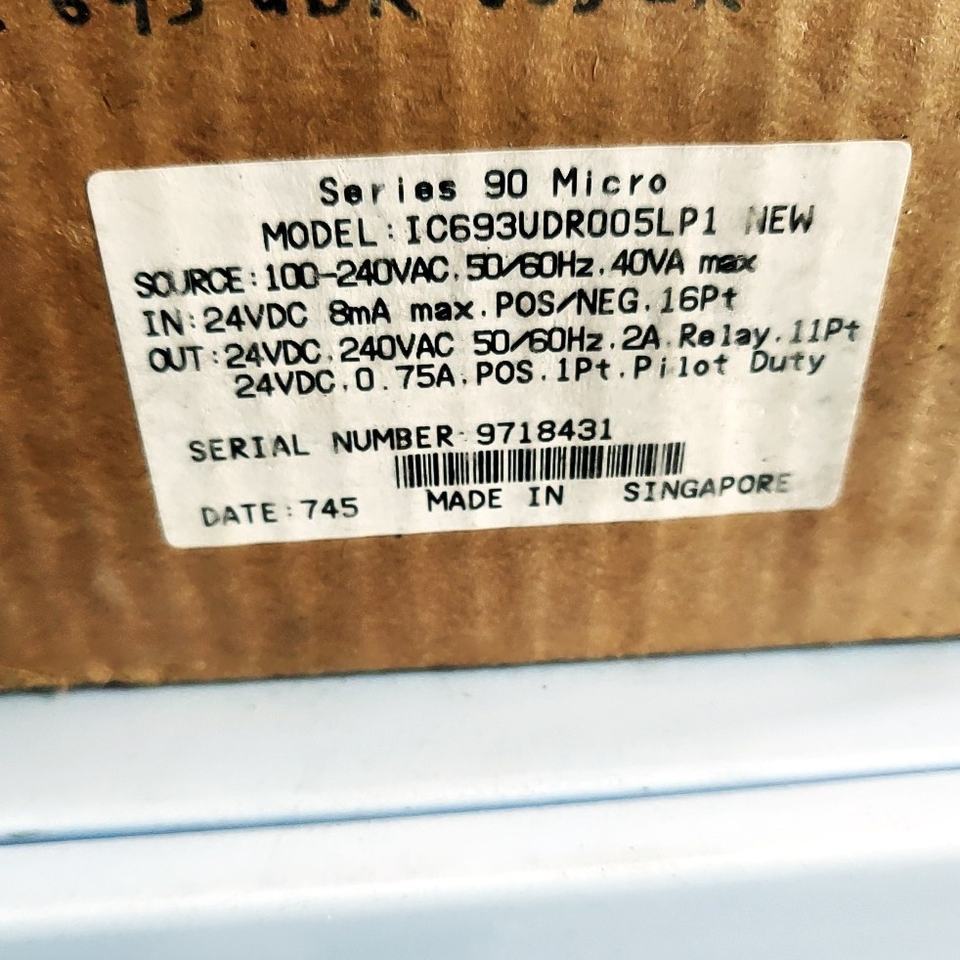 693 UDR
Series 90 Micro
MODEL:IC693UDR005LP1 NEW
SOURCE:100-240VAC.50/60Hz.40VA max
IN:24VDC 8mA max.POS/NEG.16Pt
OUT:24VDC.240VAC 50/60Hz.2A.Relay.11Pt
24VDC.0.75A.POS.1Pt.Pilot Duty
SERIAL NUMBER:9718431
DATE:745 MADE IN SINGAPORE